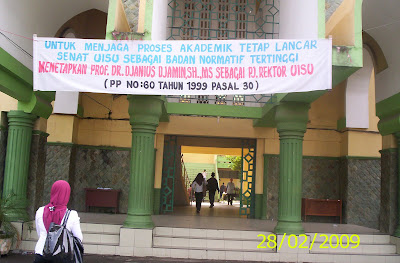 UNTUK MENJAGA PROSES AKADEMIK TETAP LANCAR
SENAT UISU SEBAGAI BADAN NORMATIF TERTINGGI
MENETAPKAN PROF. DR. DJANIUS DJAMIN,SH,MS SEBAGAI PJ.REKTOR UISU
(PP NO:60 TAHUN 1999 PASAL 30)
28/02/2009